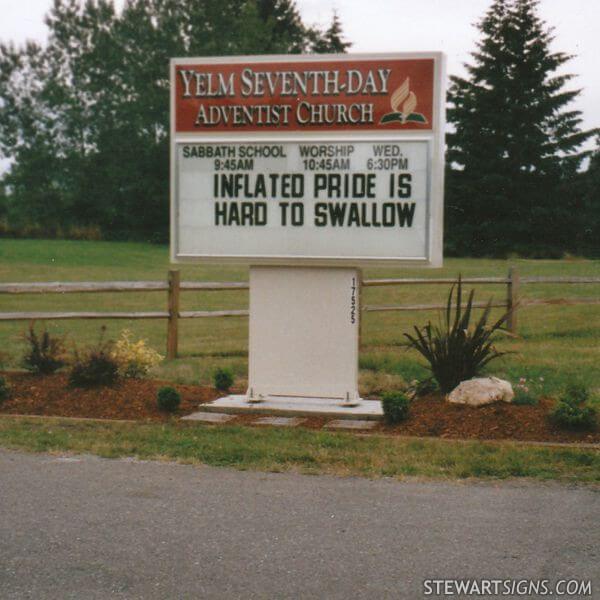 YELM SEVENTH-DAY
ADVENTIST CHURCH
SABBATH SCHOOL WORSHIP WED.
9:45AM 10:45AM 6:30PM
INFLATED PRIDE IS
HARD TO SWALLOW
17525
STEWARTSIGNS.COM